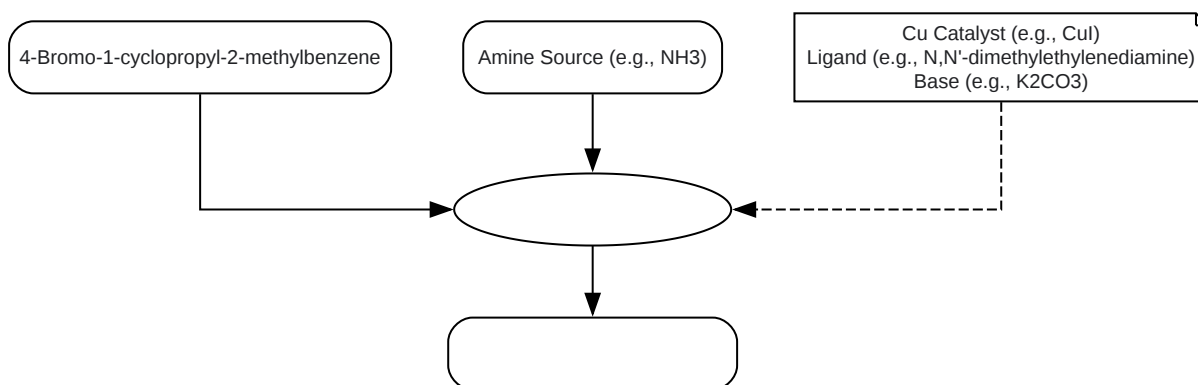 4-Bromo-1-cyclopropyl-2-methylbenzene
Amine Source (e.g., NH3)
Cu Catalyst (e.g., CuI)
Ligand (e.g., N,N'-dimethylethylenediamine)
Base (e.g., K2CO3)